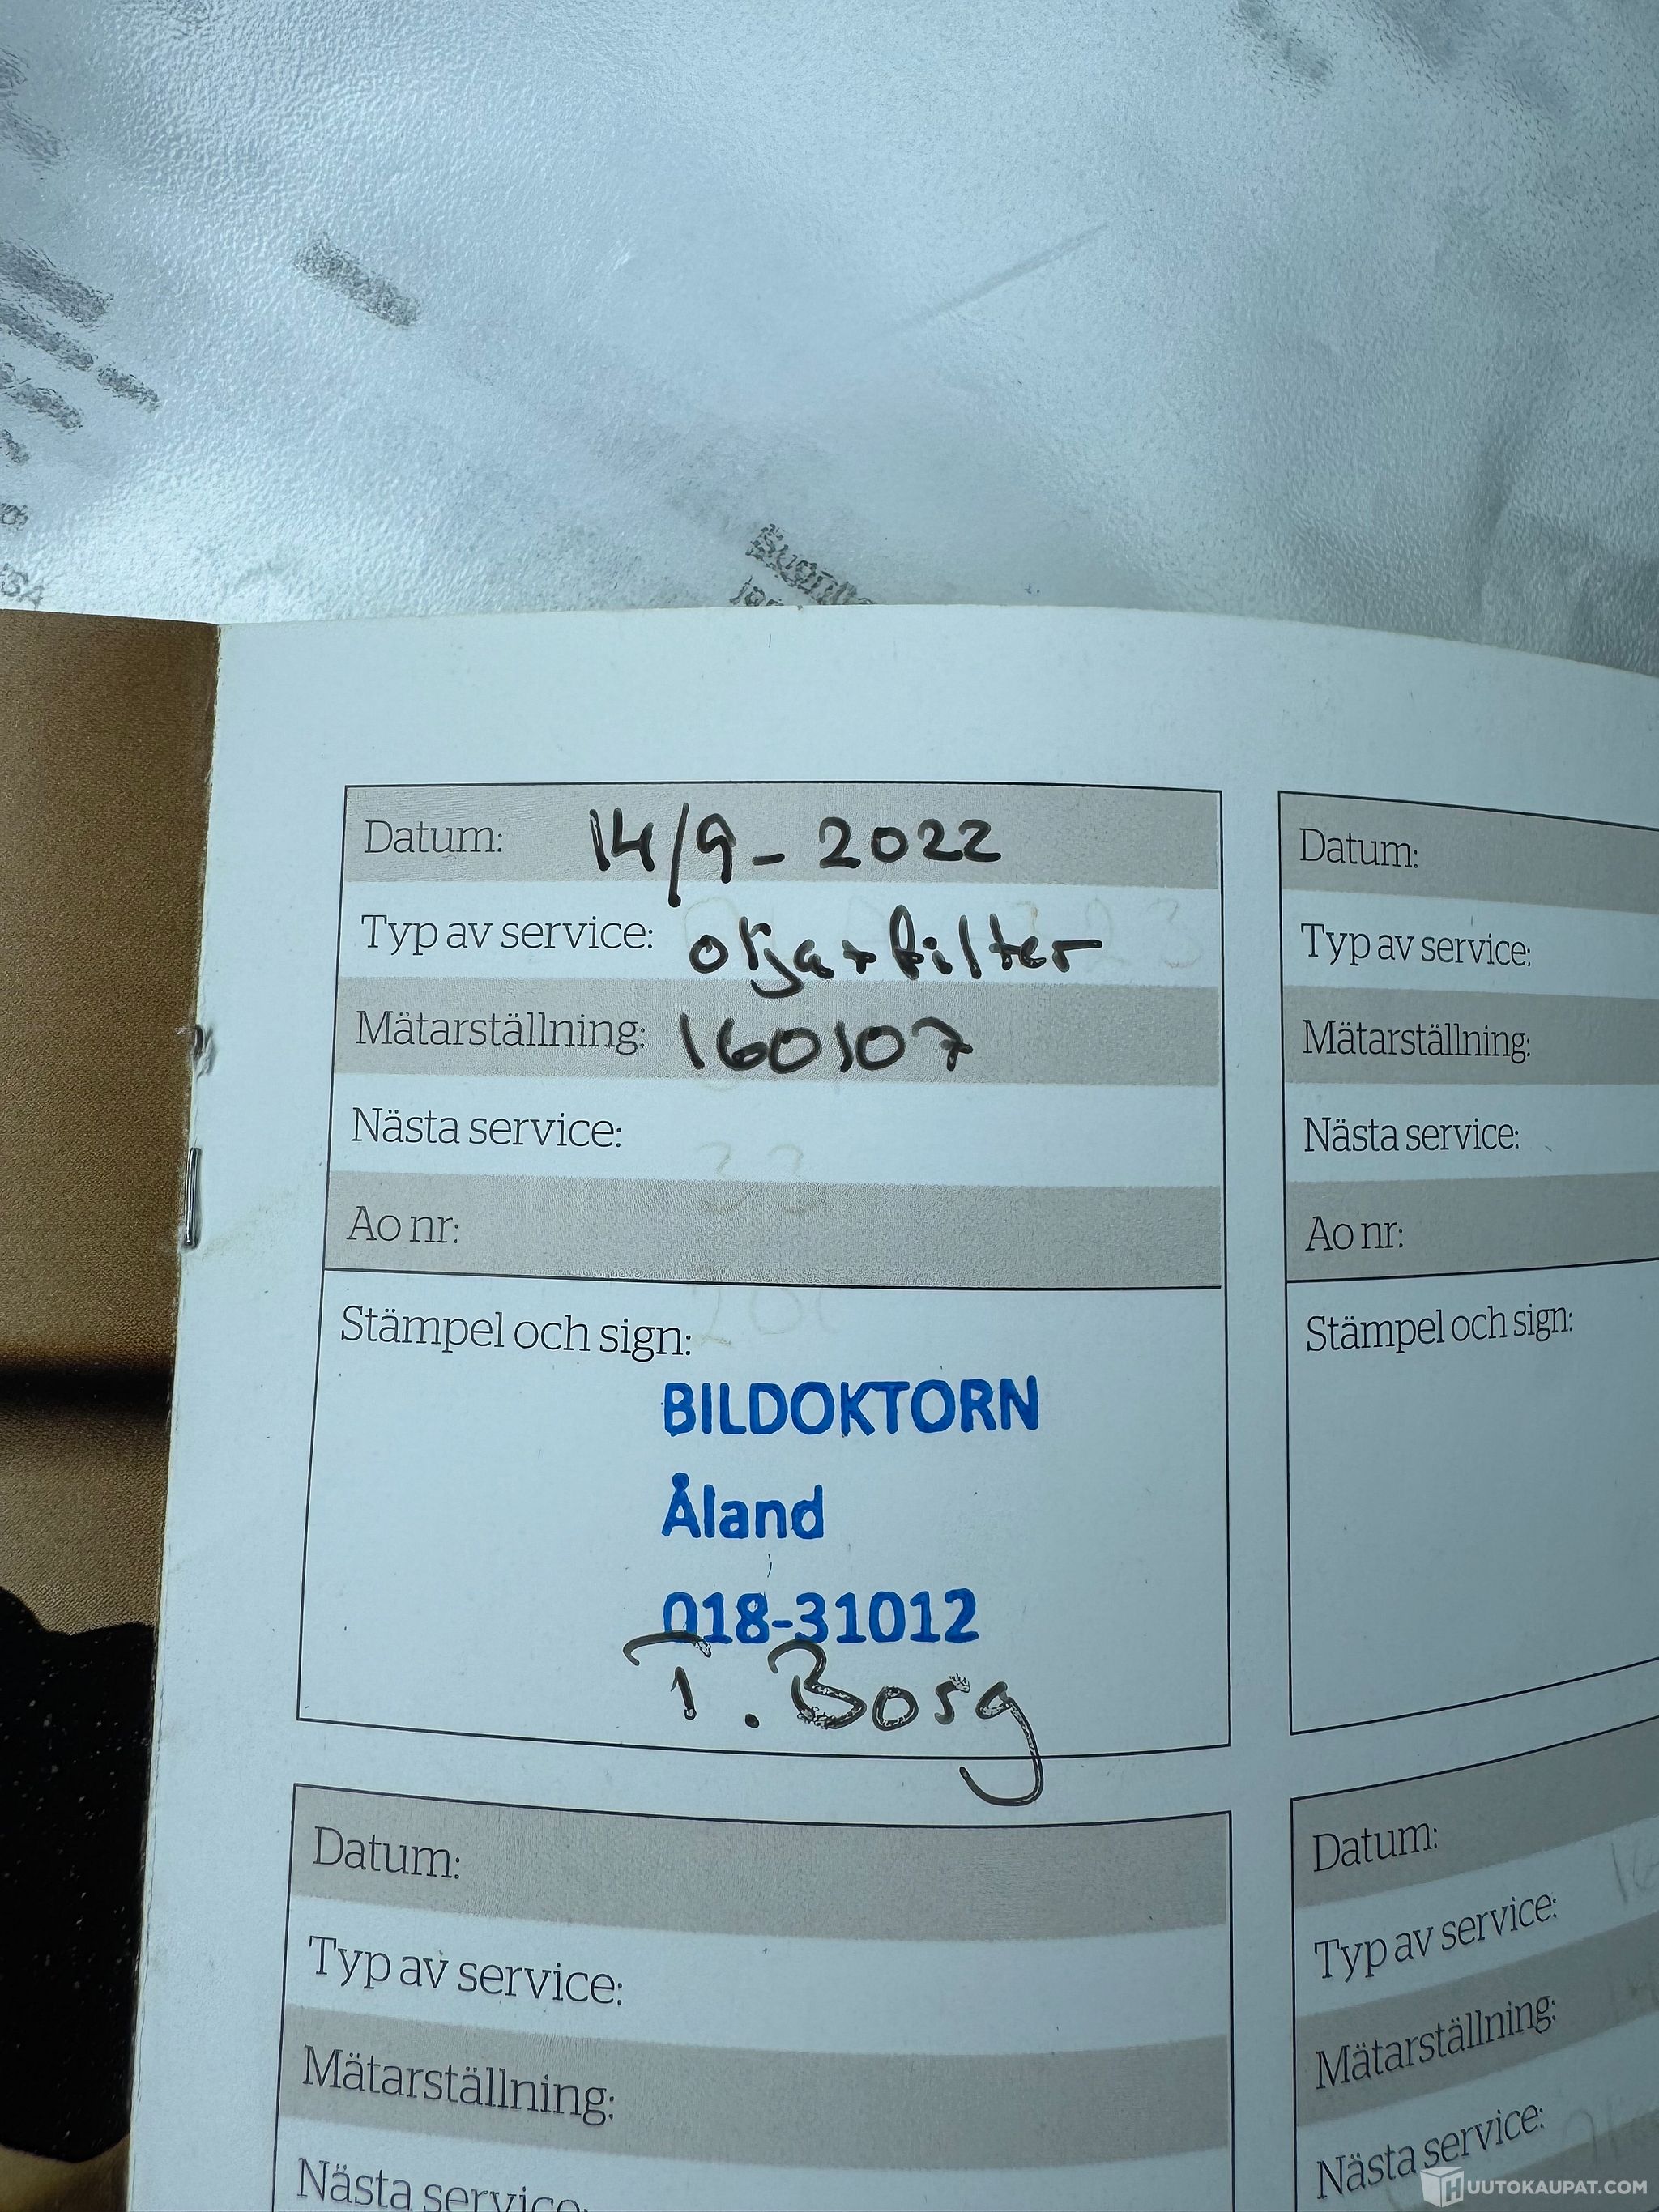 Datum: 14/9 - 2022
Typ av service: olja + filter
Mätarställning: 160107
Nästa service:
Ao nr:
Stämpel och sign:
BILDOKTORN
Åland
018-31012
T. Borg
Datum:
Typ av service:
Mätarställning:
Nästa service:
Ao nr:
Stämpel och sign:
Datum:
Typ av service:
Mätarställning:
Nästa service:
Datum:
Typ av service:
Mätarställning:
Nästa service:
HUUTOKAUPAT.COM